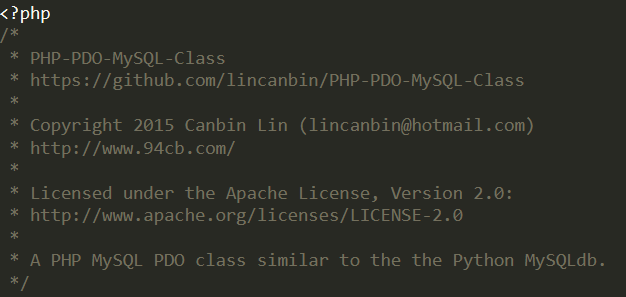 <?php
/*
* PHP-PDO-MySQL-Class
* https://github.com/lincanbin/PHP-PDO-MySQL-Class
*
* Copyright 2015 Canbin Lin (lincanbin@hotmail.com)
* http://www.94cb.com/
*
* Licensed under the Apache License, Version 2.0:
* http://www.apache.org/licenses/LICENSE-2.0
*
* A PHP MySQL PDO class similar to the the Python MySQLdb.
*/